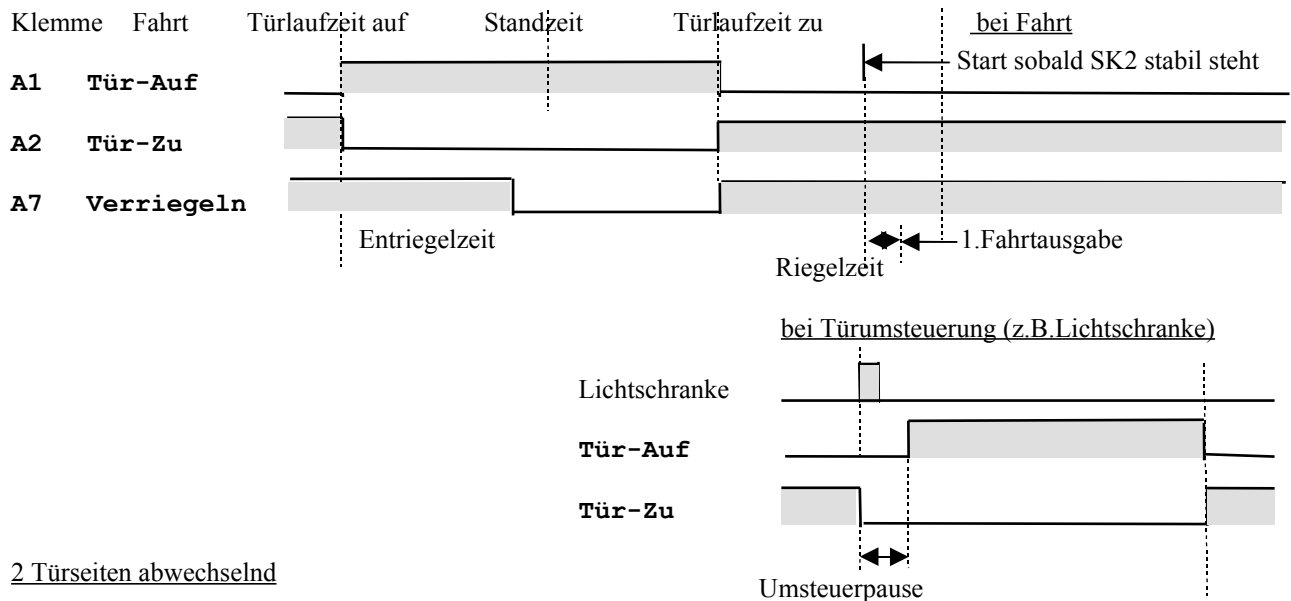 Klemme Fahrt Türlaufzeit auf Standzeit Türlaufzeit zu bei Fahrt
Start sobald SK2 stabil steht
A1 Tür-Auf
A2 Tür-Zu
A7 Verriegeln
Entriegelzeit 1.Fahrtausgabe
Riegelzeit
bei Türumsteuerung (z.B.Lichtschranke)
Lichtschranke
Tür-Auf
Tür-Zu
2 Türseiten abwechselnd
Umsteuerpause